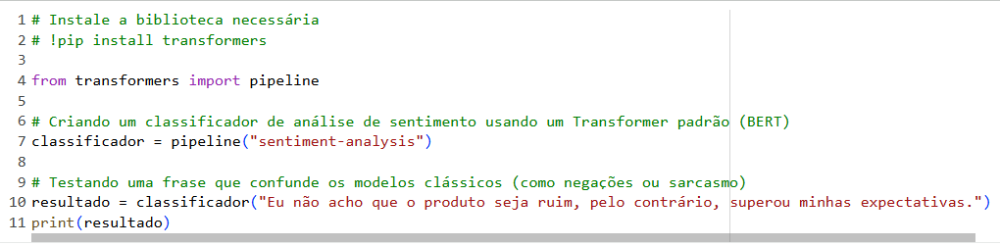 1 # Instale a biblioteca necessária
2 # !pip install transformers
3
4 from transformers import pipeline
5
6 # Criando um classificador de análise de sentimento usando um Transformer padrão (BERT)
7 classificador = pipeline("sentiment-analysis")
8
9 # Testando uma frase que confunde os modelos clássicos (como negações ou sarcasmo)
10 resultado = classificador("Eu não acho que o produto seja ruim, pelo contrário, superou minhas expectativas.")
11 print(resultado)